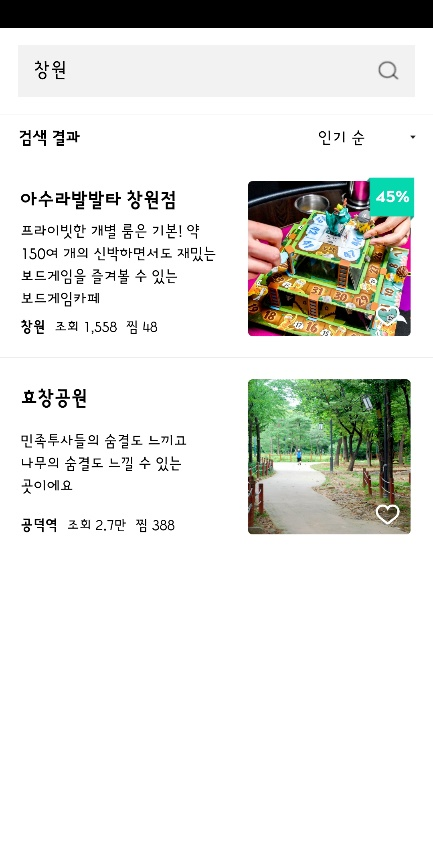 창원
검색 결과
인기 순
아수라발발타 창원점
45%
프라이빗한 개별 룸은 기본! 약
150여 개의 신박하면서도 재밌는
보드게임을 즐겨볼 수 있는
보드게임카페
창원 조회 1,558 찜 48
효창공원
민족투사들의 숨결도 느끼고
나무의 숨결도 느낄 수 있는
곳이에요
공덕역 조회 2.7만 찜 388